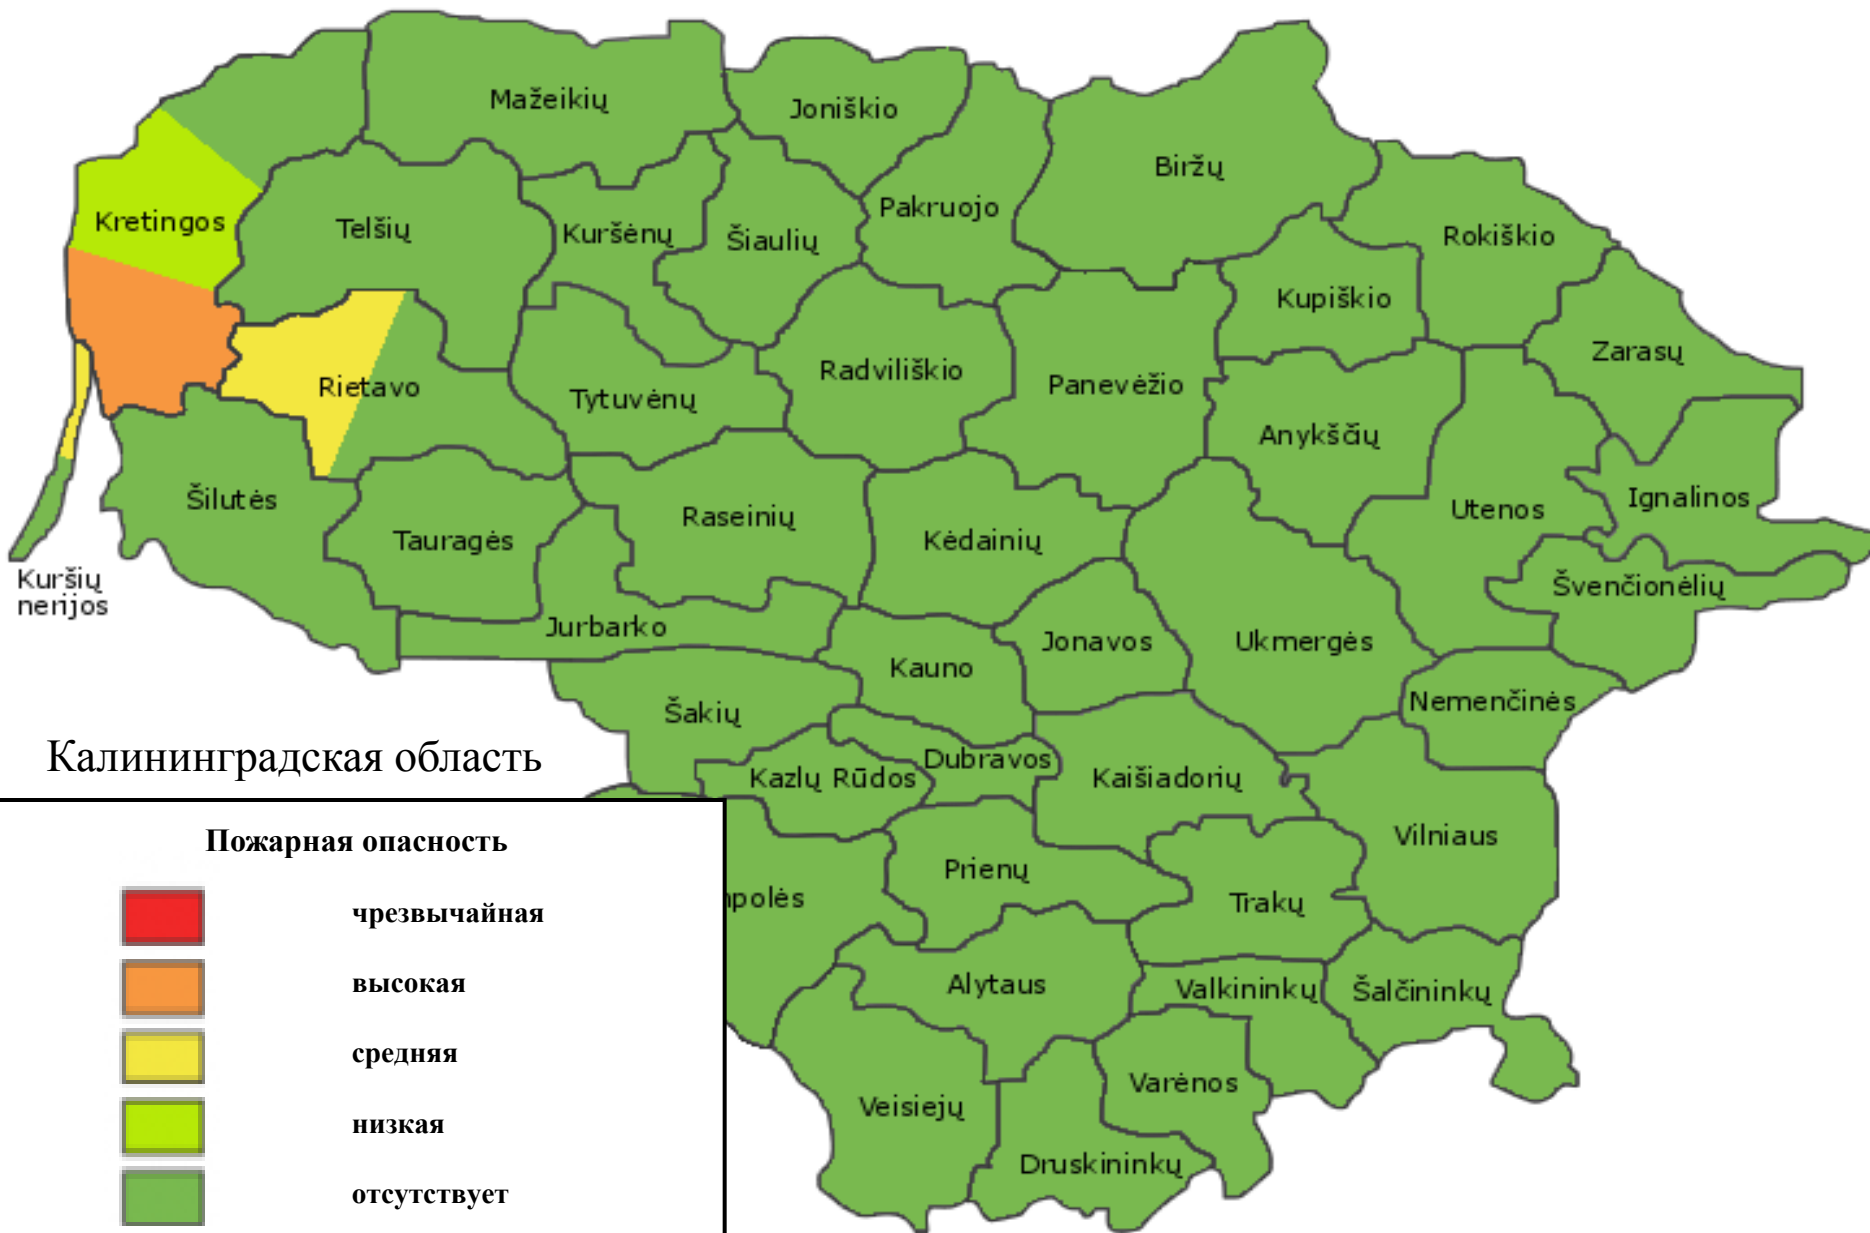 Mažeikių
Joniškio
Biržų
Kretingos
Telšių
Kuršėnų
Šiaulių
Pakruojo
Rokiškio
Kupiškio
Zarasų
Rietavo
Tytuvėnų
Radviliškio
Panevėžio
Anykščių
Šilutės
Tauragės
Raseinių
Kėdainių
Utenos
Ignalinos
Kuršių
nerijos
Švenčionėlių
Jurbarko
Kauno
Jonavos
Ukmergės
Nemenčinės
Šakių
Калининградская область
Kazlų Rūdos
Dubravos
Kaišiadorių
Vilniaus
Prienų
Trakų
npolės
Alytaus
Valkininkų
Šalčininkų
Veisiejų
Varėnos
Druskininkų
Пожарная опасность
чрезвычайная
высокая
средняя
низкая
отсутствует